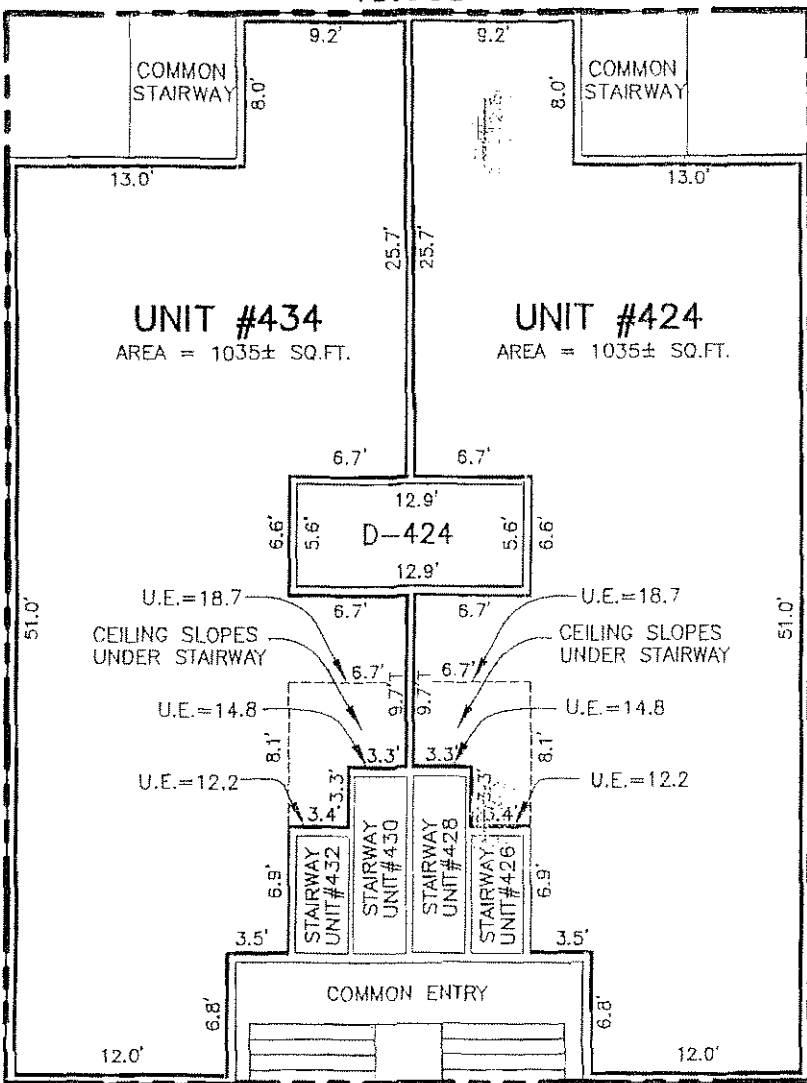 9.2' 9.2'
COMMON STAIRWAY
8.0'
8.0'
COMMON STAIRWAY
13.0' 13.0'
25.7' 25.7'
UNIT #434
AREA = 1035± SQ.FT.
UNIT #424
AREA = 1035± SQ.FT.
6.7' 6.7'
12.9'
6.6' 5.6' D-424 5.6' 6.6'
12.9'
51.0' 51.0'
6.7' 6.7'
U.E.=18.7 U.E.=18.7
CEILING SLOPES
UNDER STAIRWAY
CEILING SLOPES
UNDER STAIRWAY
6.7' 6.7'
9.7' 9.7'
U.E.=14.8 U.E.=14.8
8.1' 8.1'
3.3' 3.3'
3.3' 3.3'
U.E.=12.2 U.E.=12.2
3.4' 3.4'
STAIRWAY
UNIT#432
STAIRWAY
UNIT#430
STAIRWAY
UNIT#428
STAIRWAY
UNIT#426
6.9' 6.9'
3.5' 3.5'
COMMON ENTRY
6.8' 6.8'
12.0' 12.0'